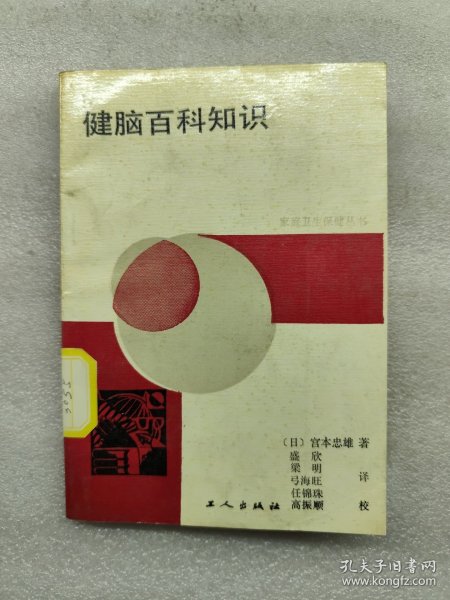 健脑百科知识
家庭卫生保健丛书
(日) 宫本忠雄 著
盛 欣
梁 明
弓海旺 译
任锦珠
高振顺 校
工人出版社
3055
孔夫子旧书网
www.kongfz.com